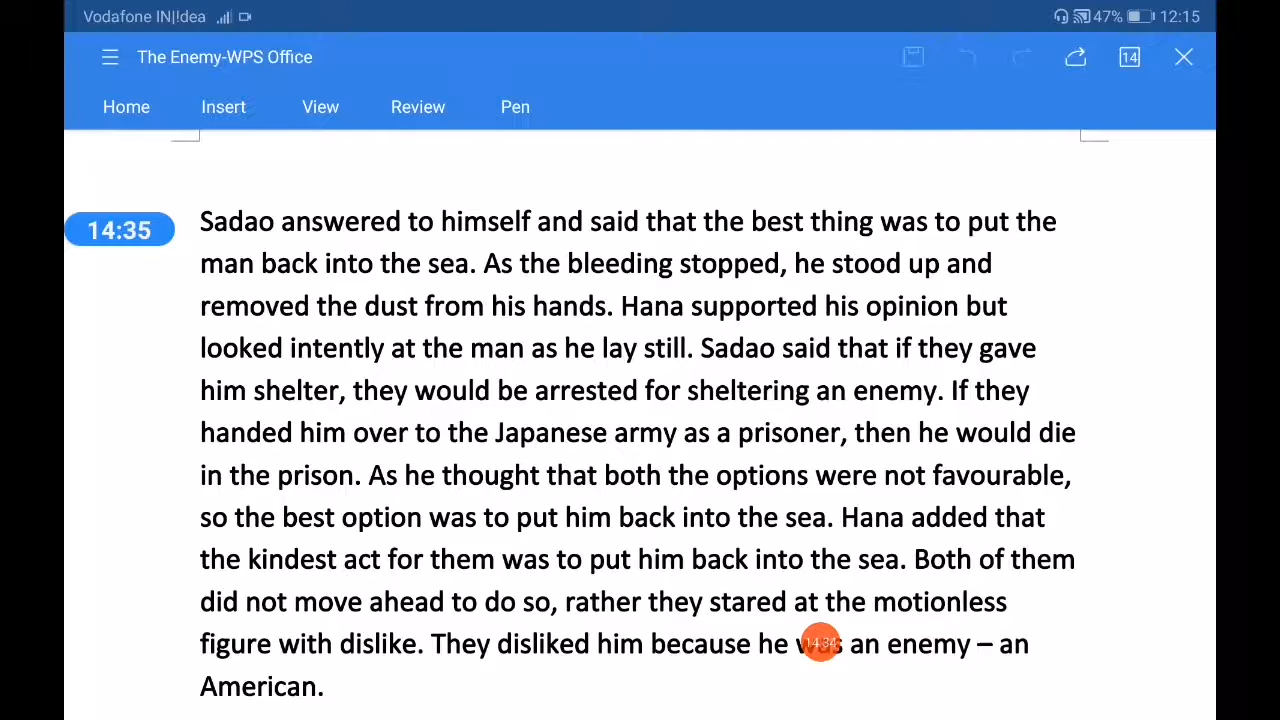 Vodafone IN|!dea 47% 12:15
The Enemy-WPS Office 14
Home Insert View Review Pen
14:35
Sadao answered to himself and said that the best thing was to put the
man back into the sea. As the bleeding stopped, he stood up and
removed the dust from his hands. Hana supported his opinion but
looked intently at the man as he lay still. Sadao said that if they gave
him shelter, they would be arrested for sheltering an enemy. If they
handed him over to the Japanese army as a prisoner, then he would die
in the prison. As he thought that both the options were not favourable,
so the best option was to put him back into the sea. Hana added that
the kindest act for them was to put him back into the sea. Both of them
did not move ahead to do so, rather they stared at the motionless
figure with dislike. They disliked him because he was an enemy – an
14:34
American.